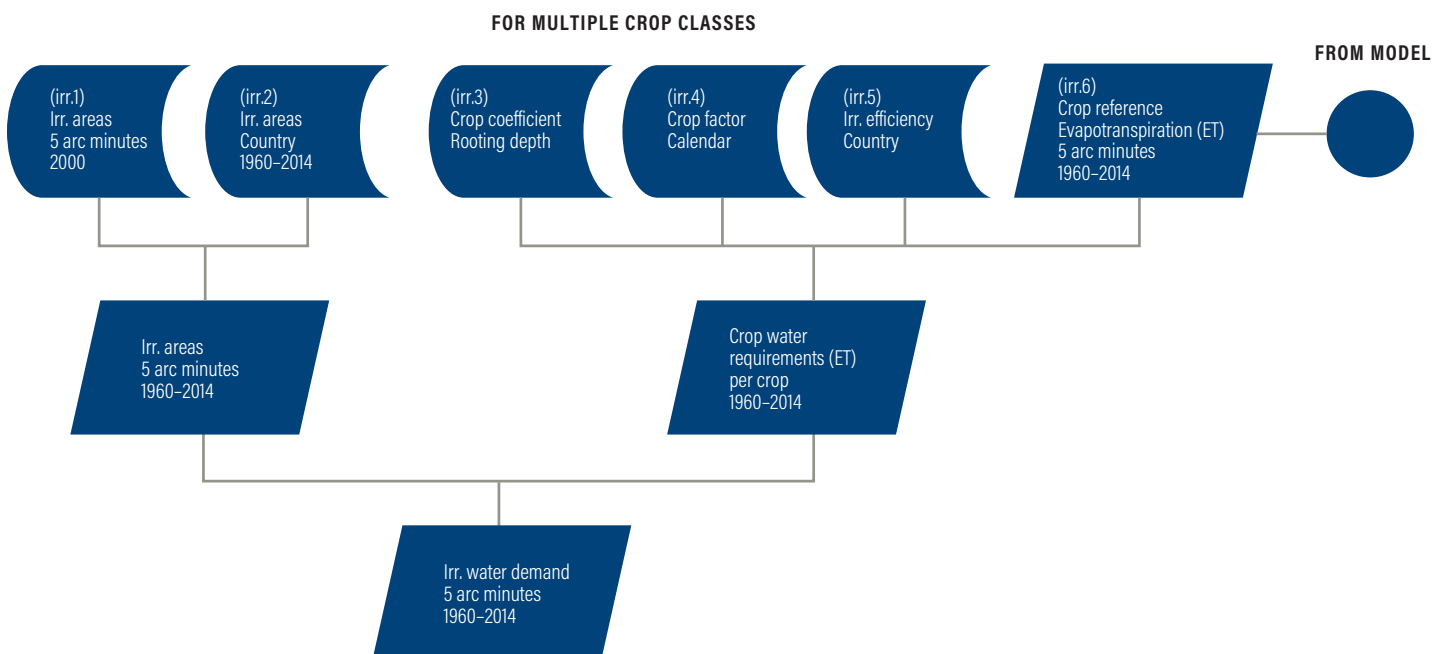 FOR MULTIPLE CROP CLASSES
FROM MODEL
(irr.1)
Irr. areas
5 arc minutes
2000
(irr.2)
Irr. areas
Country
1960–2014
(irr.3)
Crop coefficient
Rooting depth
(irr.4)
Crop factor
Calendar
(irr.5)
Irr. efficiency
Country
(irr.6)
Crop reference
Evapotranspiration (ET)
5 arc minutes
1960–2014
Irr. areas
5 arc minutes
1960–2014
Crop water
requirements (ET)
per crop
1960–2014
Irr. water demand
5 arc minutes
1960–2014